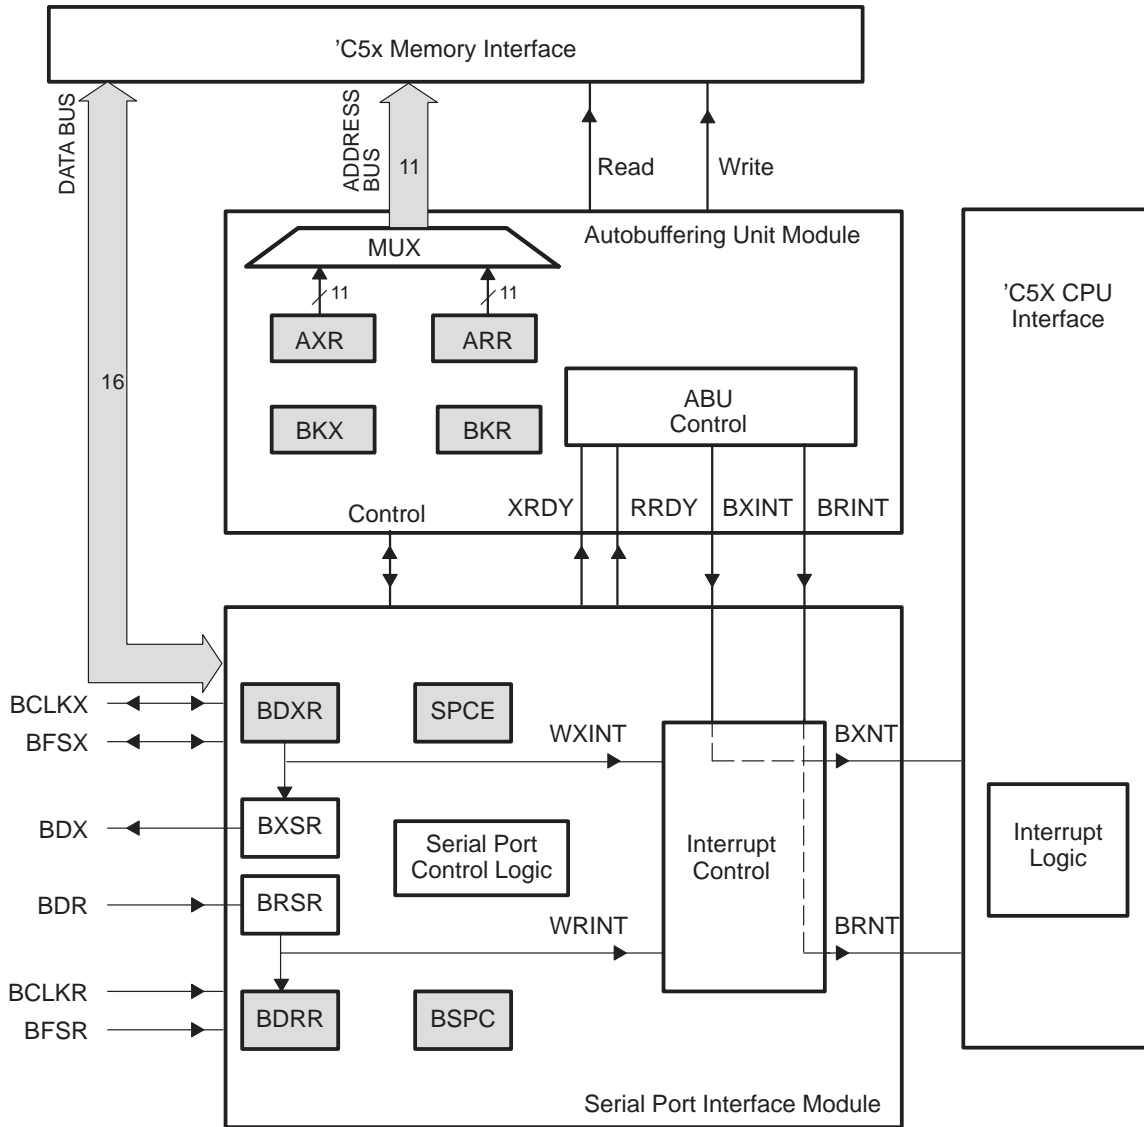 'C5x Memory Interface
DATA BUS
ADDRESS
BUS
11
Read
Write
16
Autobuffering Unit Module
MUX
11
11
AXR
ARR
BKX
BKR
ABU
Control
Control
XRDY
RRDY
BXINT
BRINT
'C5X CPU
Interface
BCLKX
BFSX
BDX
BDR
BCLKR
BFSR
BDXR
SPCE
WXINT
BXNT
BXSR
Serial Port
Control Logic
Interrupt
Control
Interrupt
Logic
BRSR
WRINT
BRNT
BDRR
BSPC
Serial Port Interface Module